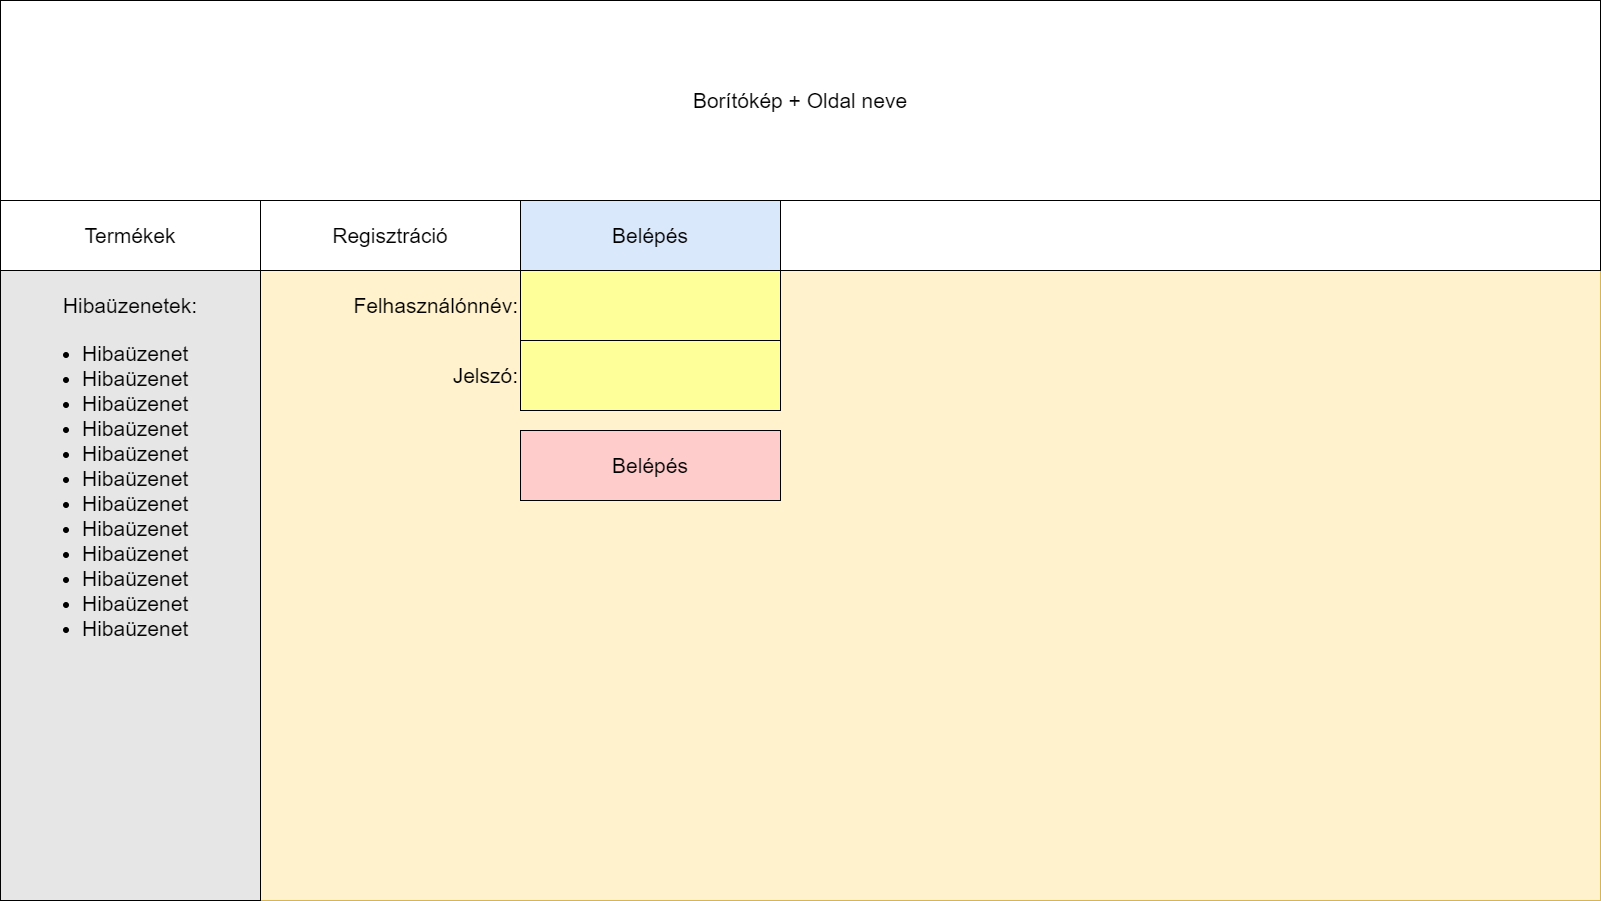 Borítókép + Oldal neve
Termékek
Regisztráció
Belépés
Hibaüzenetek:
• Hibaüzenet
• Hibaüzenet
• Hibaüzenet
• Hibaüzenet
• Hibaüzenet
• Hibaüzenet
• Hibaüzenet
• Hibaüzenet
• Hibaüzenet
• Hibaüzenet
• Hibaüzenet
• Hibaüzenet
Felhasználónnév:
Jelszó:
Belépés